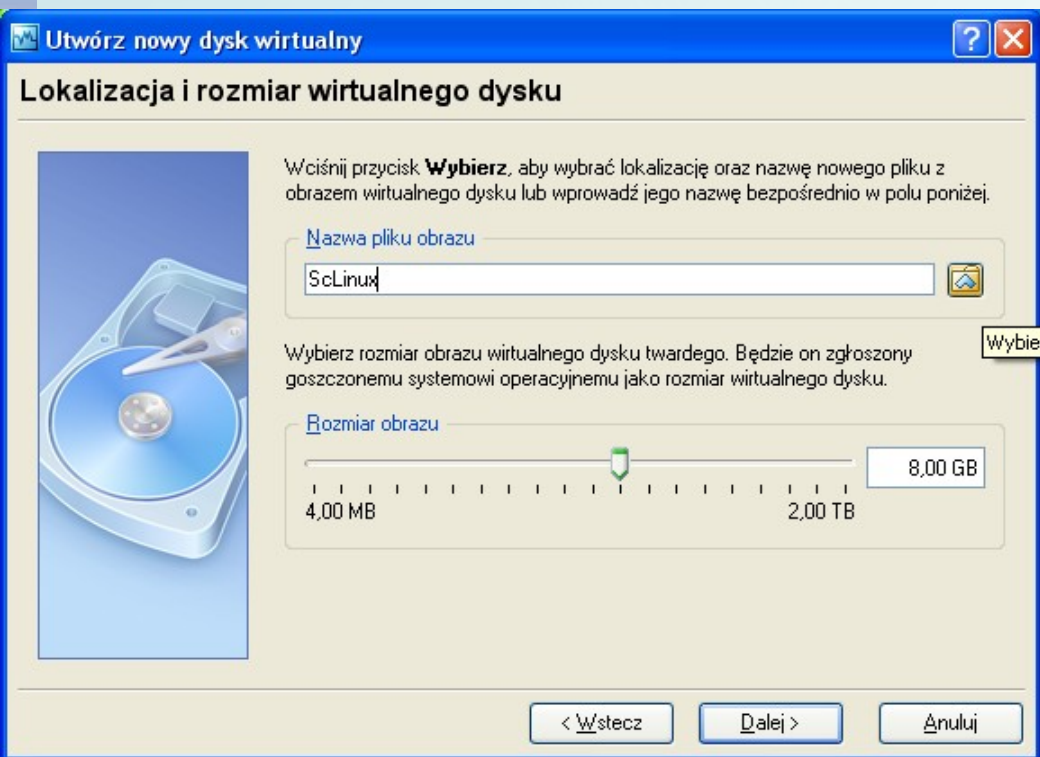 Utwórz nowy dysk wirtualny
Lokalizacja i rozmiar wirtualnego dysku
Wciśnij przycisk Wybierz, aby wybrać lokalizację oraz nazwę nowego pliku z
obrazem wirtualnego dysku lub wprowadź jego nazwę bezpośrednio w polu poniżej.
Nazwa pliku obrazu
ScLinux
Wybie
Wybierz rozmiar obrazu wirtualnego dysku twardego. Będzie on zgłoszony
goszczonemu systemowi operacyjnemu jako rozmiar wirtualnego dysku.
Rozmiar obrazu
8,00 GB
4,00 MB 2,00 TB
< Wstecz Dalej > Anuluj